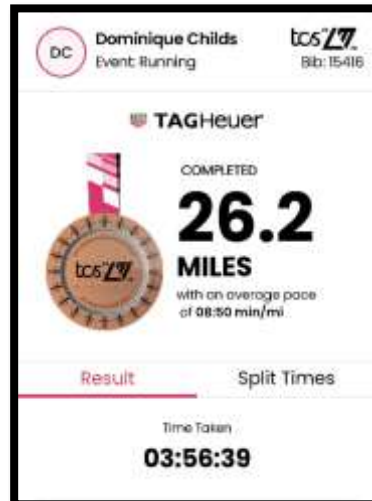 DC
Dominique Childs
Event: Running
tcs
Bib: 15416
TAGHeuer
COMPLETED
26.2
MILES
with an average pace
of 08:50 min/mi
tcs
Result
Split Times
Time Taken
03:56:39